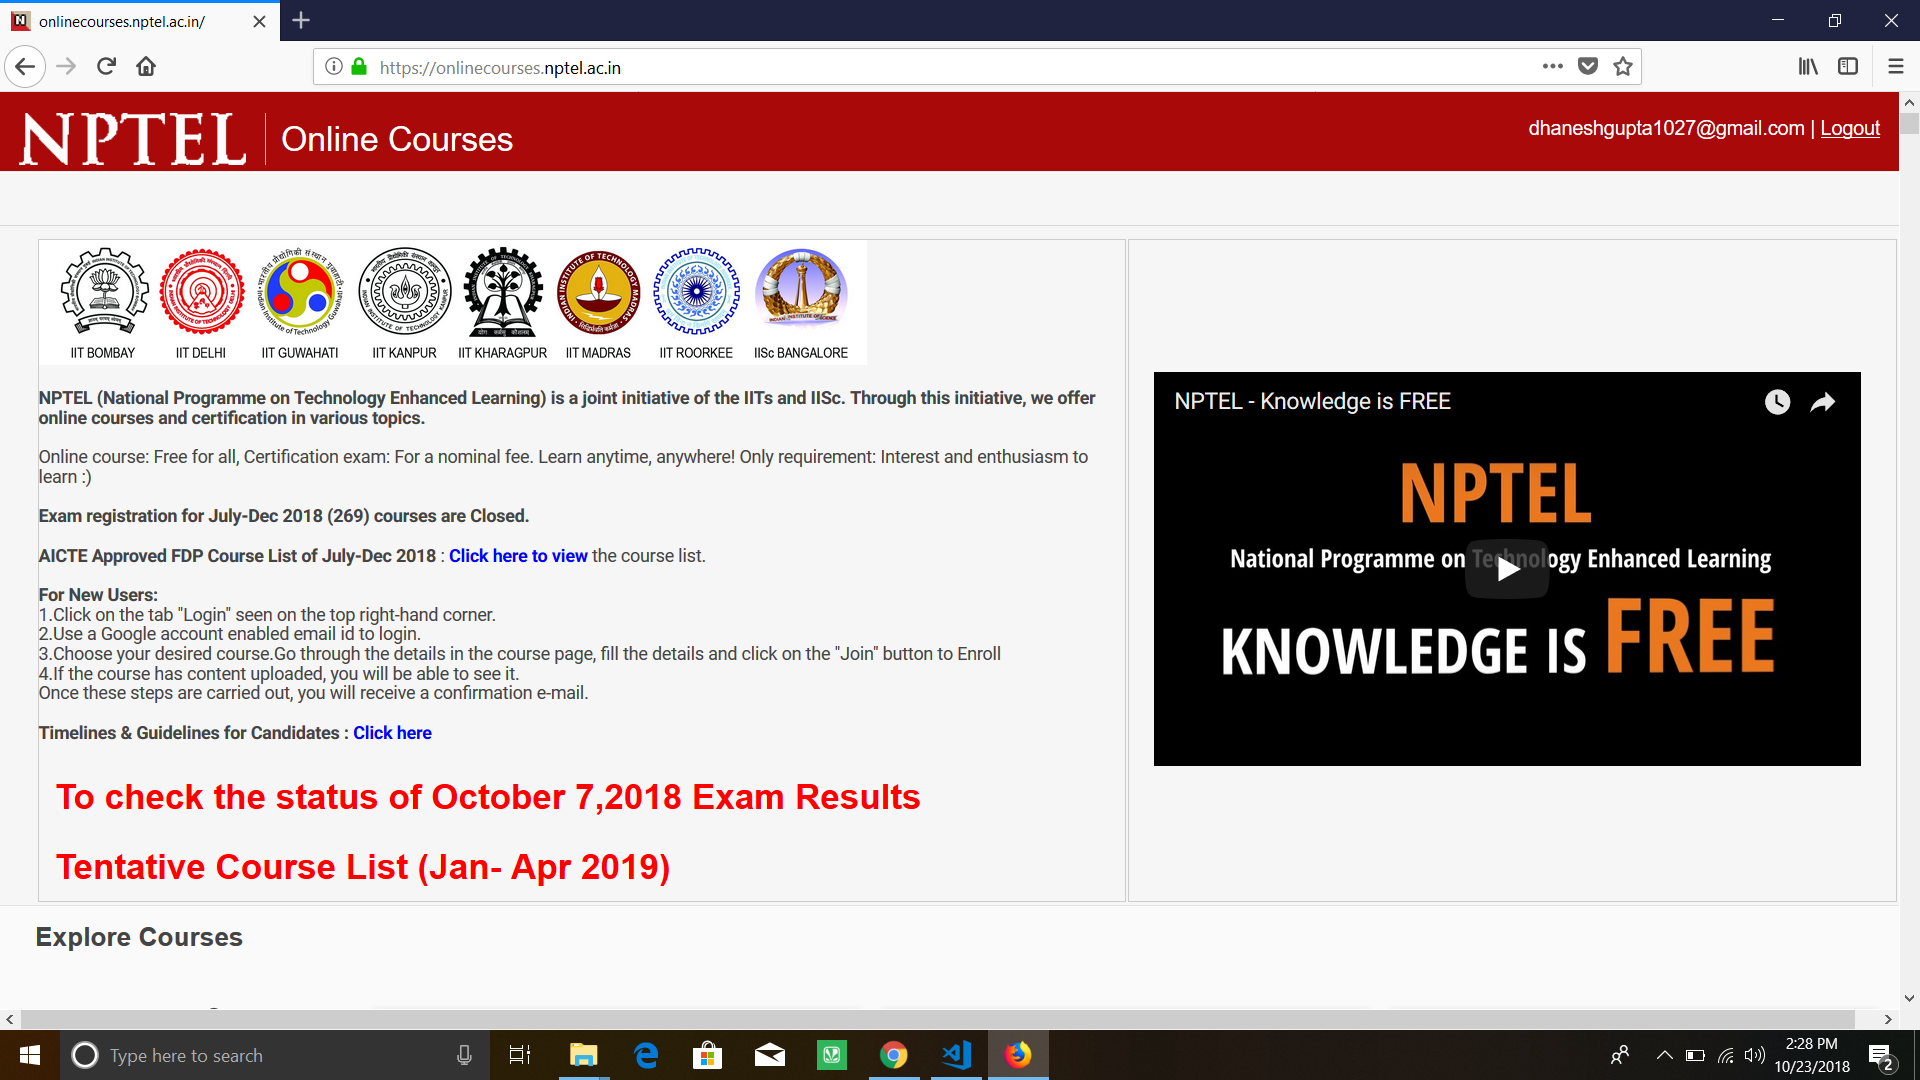 onlinecourses.nptel.ac.in/
https://onlinecourses.nptel.ac.in
NPTEL Online Courses
dhaneshgupta1027@gmail.com | Logout
IIT BOMBAY IIT DELHI IIT GUWAHATI IIT KANPUR IIT KHARAGPUR IIT MADRAS IIT ROORKEE IISc BANGALORE
NPTEL (National Programme on Technology Enhanced Learning) is a joint initiative of the IITs and IISc. Through this initiative, we offer
online courses and certification in various topics.
Online course: Free for all, Certification exam: For a nominal fee. Learn anytime, anywhere! Only requirement: Interest and enthusiasm to
learn :)
Exam registration for July-Dec 2018 (269) courses are Closed.
AICTE Approved FDP Course List of July-Dec 2018 : Click here to view the course list.
For New Users:
1.Click on the tab "Login" seen on the top right-hand corner.
2.Use a Google account enabled email id to login.
3.Choose your desired course.Go through the details in the course page, fill the details and click on the "Join" button to Enroll
4.If the course has content uploaded, you will be able to see it.
Once these steps are carried out, you will receive a confirmation e-mail.
Timelines & Guidelines for Candidates : Click here
To check the status of October 7,2018 Exam Results
Tentative Course List (Jan- Apr 2019)
NPTEL - Knowledge is FREE
NPTEL
National Programme on Technology Enhanced Learning
KNOWLEDGE IS FREE
Explore Courses
Type here to search
2:28 PM
10/23/2018
2